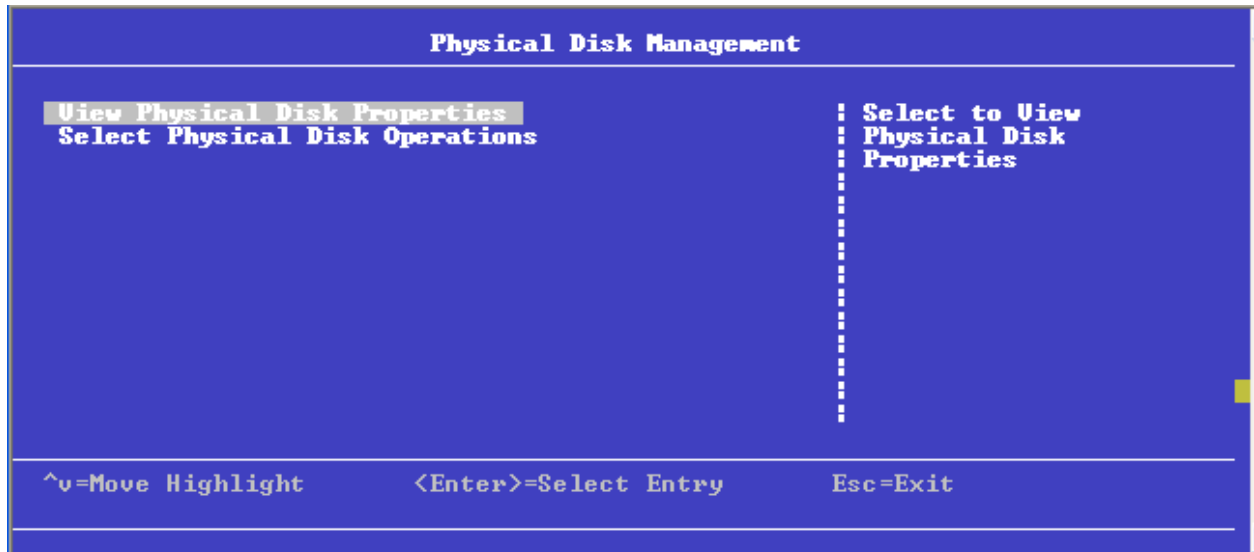 Physical Disk Management
View Physical Disk Properties
Select Physical Disk Operations
Select to View
Physical Disk
Properties
^v=Move Highlight <Enter>=Select Entry Esc=Exit